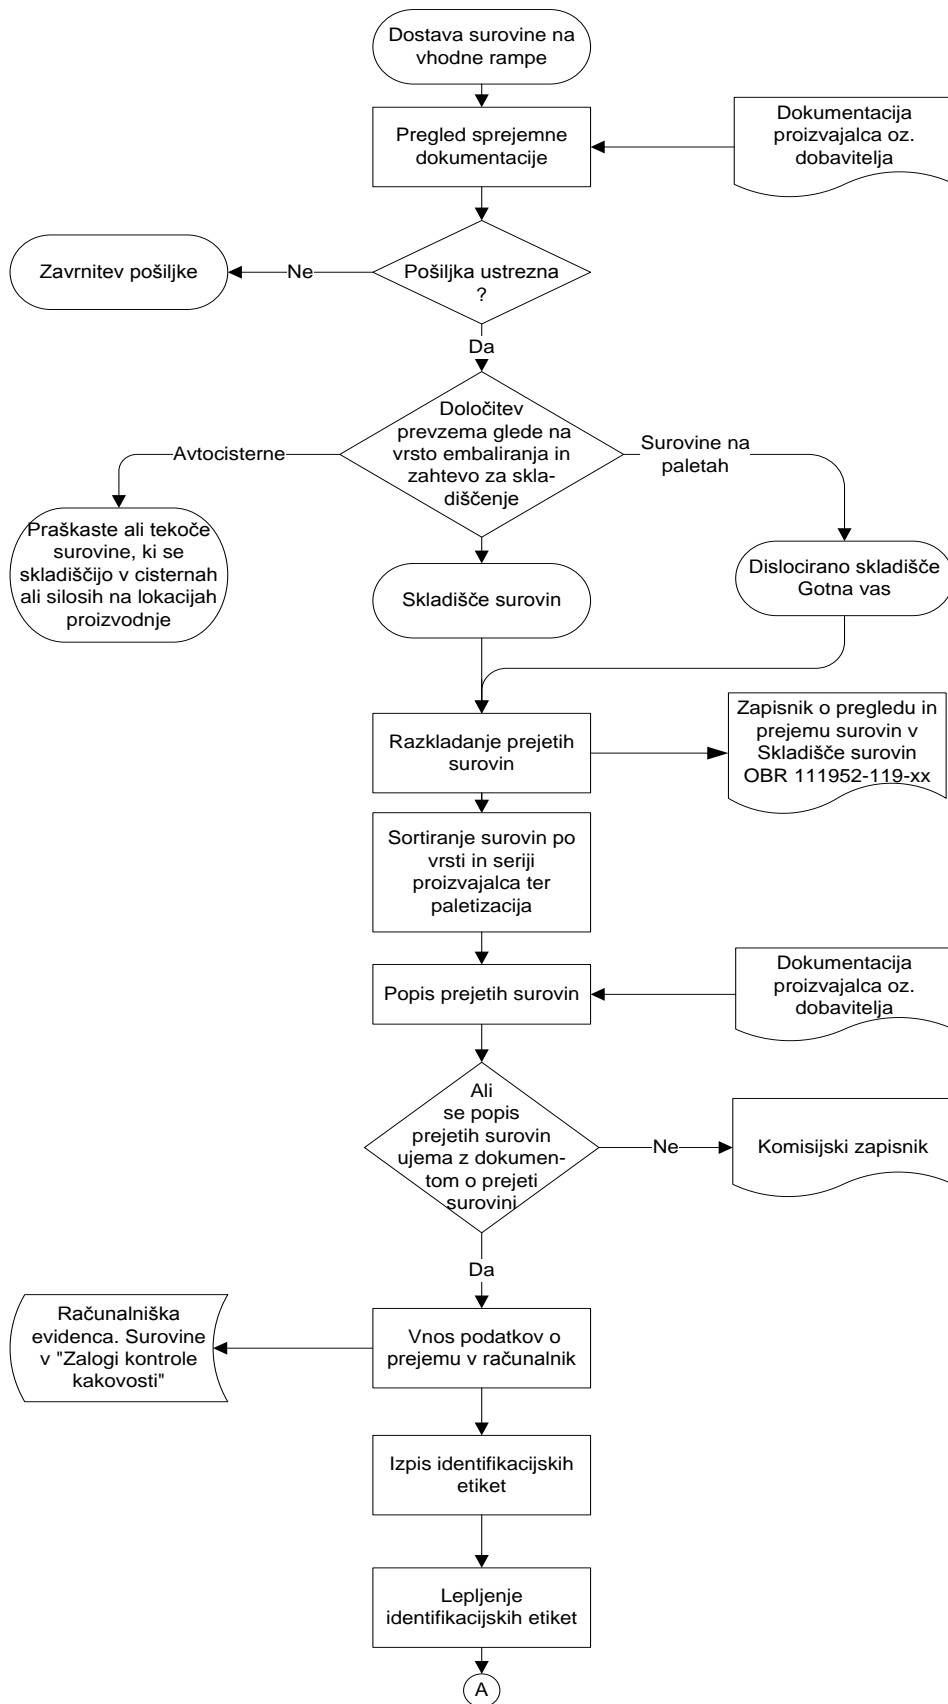 Dostava surovine na
vhodne rampe
Pregled sprejemne
dokumentacije
Dokumentacija
proizvajalca oz.
dobavitelja
Zavrnitev pošiljke
Ne
Pošiljka ustrezna
?
Da
Določitev
prevzema glede na
vrsto embaliranja in
zahtevo za skla-
diščenje
Avtocisterne
Surovine na
paletah
Praškaste ali tekoče
surovine, ki se
skladiščijo v cisternah
ali silosih na lokacijah
proizvodnje
Skladišče surovin
Dislocirano skladišče
Gotna vas
Razkladanje prejetih
surovin
Zapisnik o pregledu in
prejemu surovin v
Skladišče surovin
OBR 111952-119-xx
Sortiranje surovin po
vrsti in seriji
proizvajalca ter
paletizacija
Popis prejetih surovin
Dokumentacija
proizvajalca oz.
dobavitelja
Ali
se popis
prejetih surovin
ujema z dokumen-
tom o prejeti
surovini
Ne
Komisijski zapisnik
Da
Računalniška
evidenca. Surovine
v "Zalogi kontrole
kakovosti"
Vnos podatkov o
prejemu v računalnik
Izpis identifikacijskih
etiket
Lepljenje
identifikacijskih etiket
A